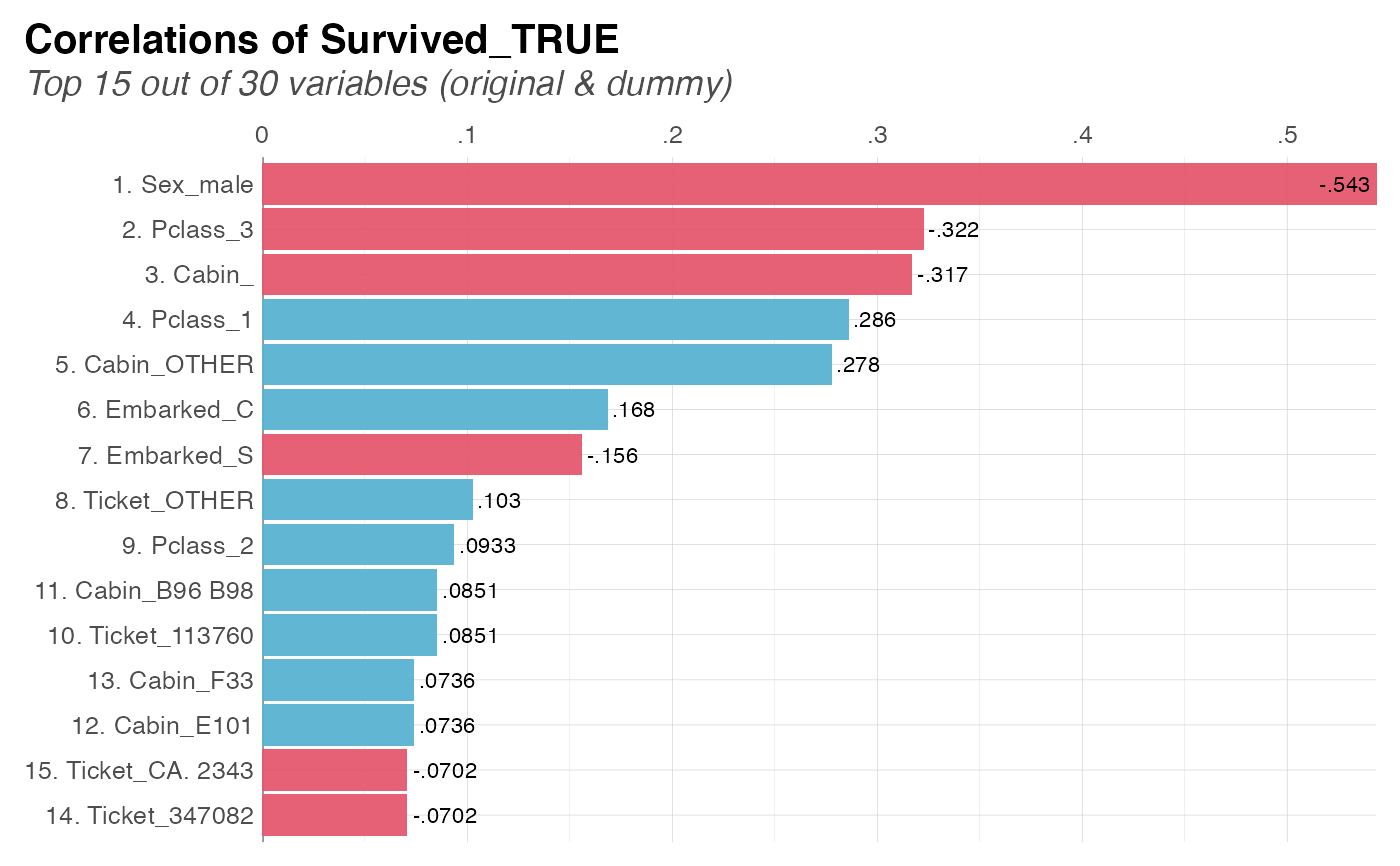 Correlations of Survived_TRUE
Top 15 out of 30 variables (original & dummy)
0 .1 .2 .3 .4 .5
1. Sex_male -.543
2. Pclass_3 -.322
3. Cabin_ -.317
4. Pclass_1 .286
5. Cabin_OTHER .278
6. Embarked_C .168
7. Embarked_S -.156
8. Ticket_OTHER .103
9. Pclass_2 .0933
11. Cabin_B96 B98 .0851
10. Ticket_113760 .0851
13. Cabin_F33 .0736
12. Cabin_E101 .0736
15. Ticket_CA. 2343 -.0702
14. Ticket_347082 -.0702